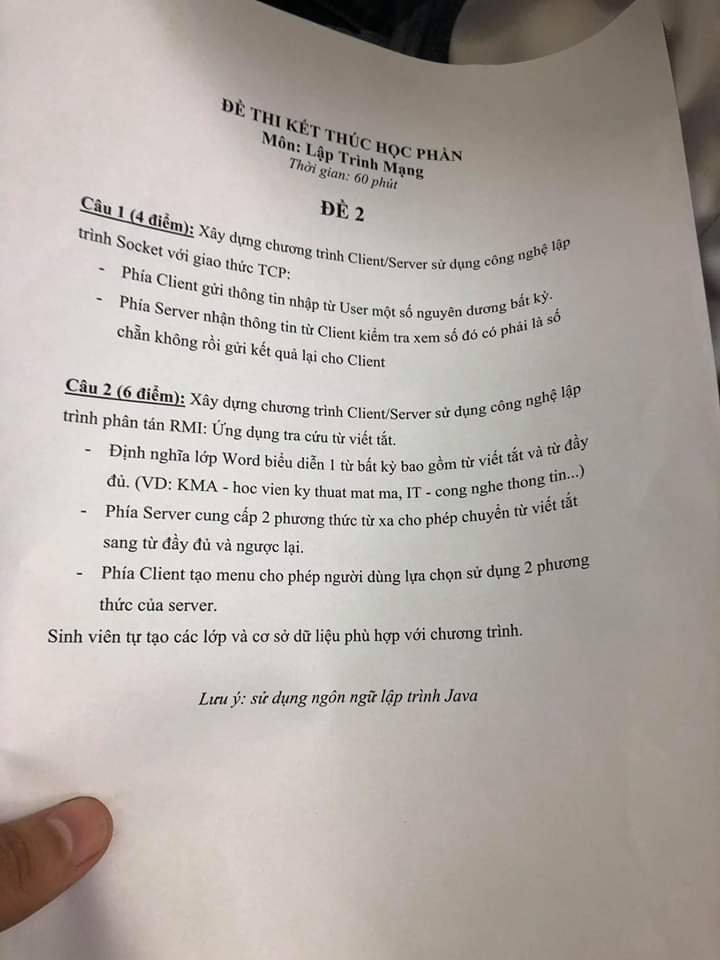 ĐỀ THI KẾT THÚC HỌC PHẦN
Môn: Lập Trình Mạng
Thời gian: 60 phút
ĐỀ 2
Câu 1 (4 điểm): Xây dựng chương trình Client/Server sử dụng công nghệ lập
trình Socket với giao thức TCP:
- Phía Client gửi thông tin nhập từ User một số nguyên dương bất kỳ.
- Phía Server nhận thông tin từ Client kiểm tra xem số đó có phải là số
chẵn không rồi gửi kết quả lại cho Client
Câu 2 (6 điểm): Xây dựng chương trình Client/Server sử dụng công nghệ lập
trình phân tán RMI: Ứng dụng tra cứu từ viết tắt.
- Định nghĩa lớp Word biểu diễn 1 từ bất kỳ bao gồm từ viết tắt và từ đầy
đủ. (VD: KMA - hoc vien ky thuat mat ma, IT - cong nghe thong tin...)
- Phía Server cung cấp 2 phương thức từ xa cho phép chuyển từ viết tắt
sang từ đầy đủ và ngược lại.
- Phía Client tạo menu cho phép người dùng lựa chọn sử dụng 2 phương
thức của server.
Sinh viên tự tạo các lớp và cơ sở dữ liệu phù hợp với chương trình.
Lưu ý: sử dụng ngôn ngữ lập trình Java